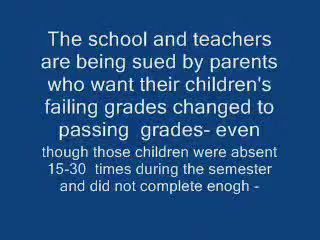 The school and teachers
are being sued by parents
who want their children's
failing grades changed to
passing  grades- even
though those children were absent
15-30  times during the semester
and did not complete enogh -